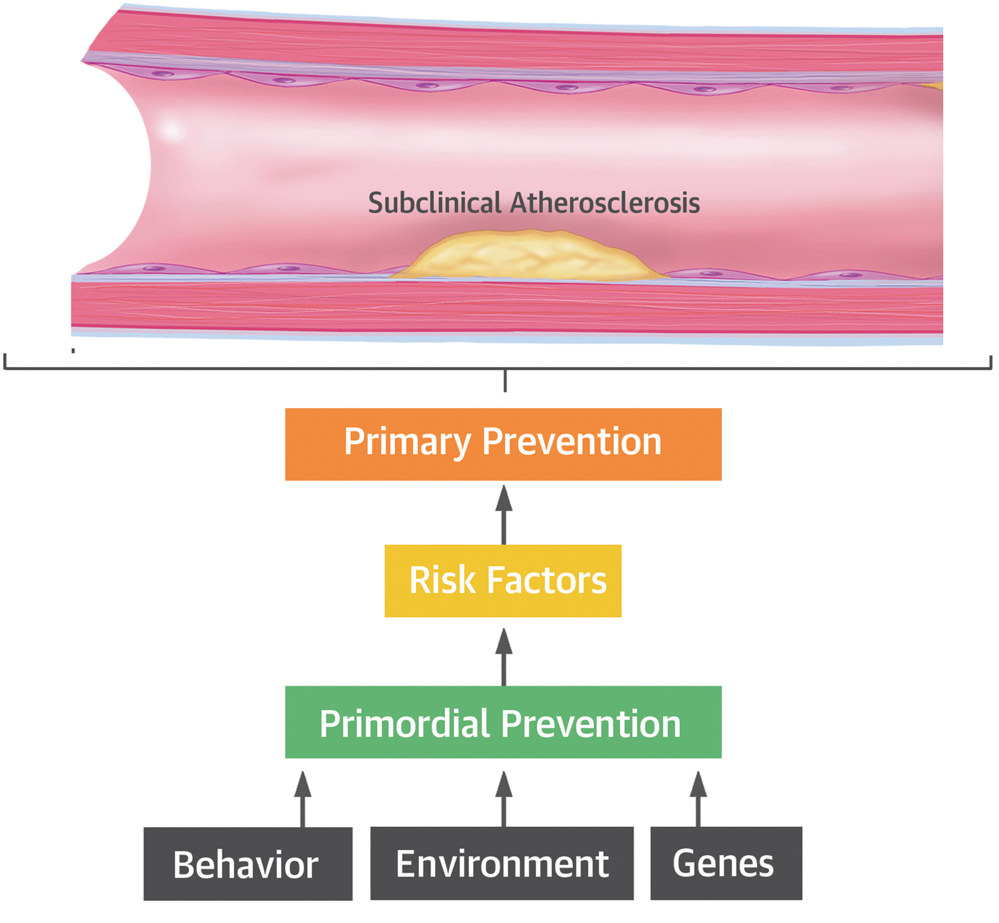 Subclinical Atherosclerosis
Primary Prevention
Risk Factors
Primordial Prevention
Behavior
Environment
Genes